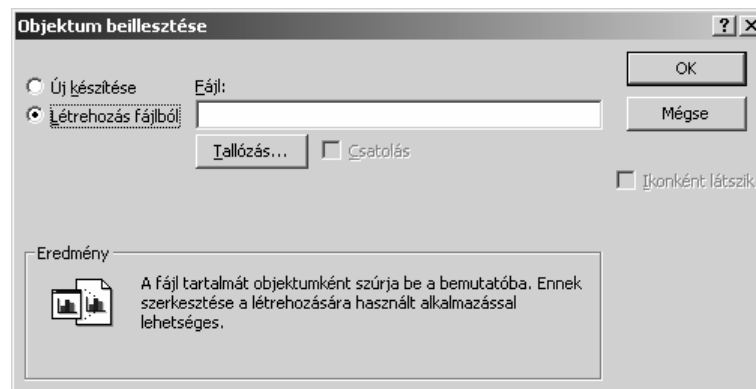 Objektum beillesztése
Új készítése
Fájl:
OK
Létrehozás fájlból
Mégse
Tallózás...
Csatolás
Ikonként látszik
Eredmény
A fájl tartalmát objektumként szúrja be a bemutatóba. Ennek
szerkesztése a létrehozására használt alkalmazással
lehetséges.